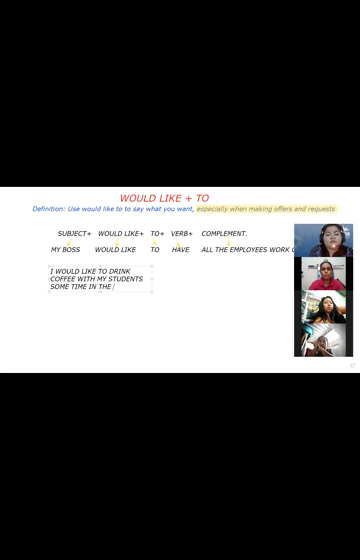 WOULD LIKE + TO
Definition: Use would like to to say what you want, especially when making offers and requests
SUBJECT+ WOULD LIKE+ TO+ VERB+ COMPLEMENT.
MY BOSS WOULD LIKE TO HAVE ALL THE EMPLOYEES WORK
I WOULD LIKE TO DRINK
COFFEE WITH MY STUDENTS
SOME TIME IN THE